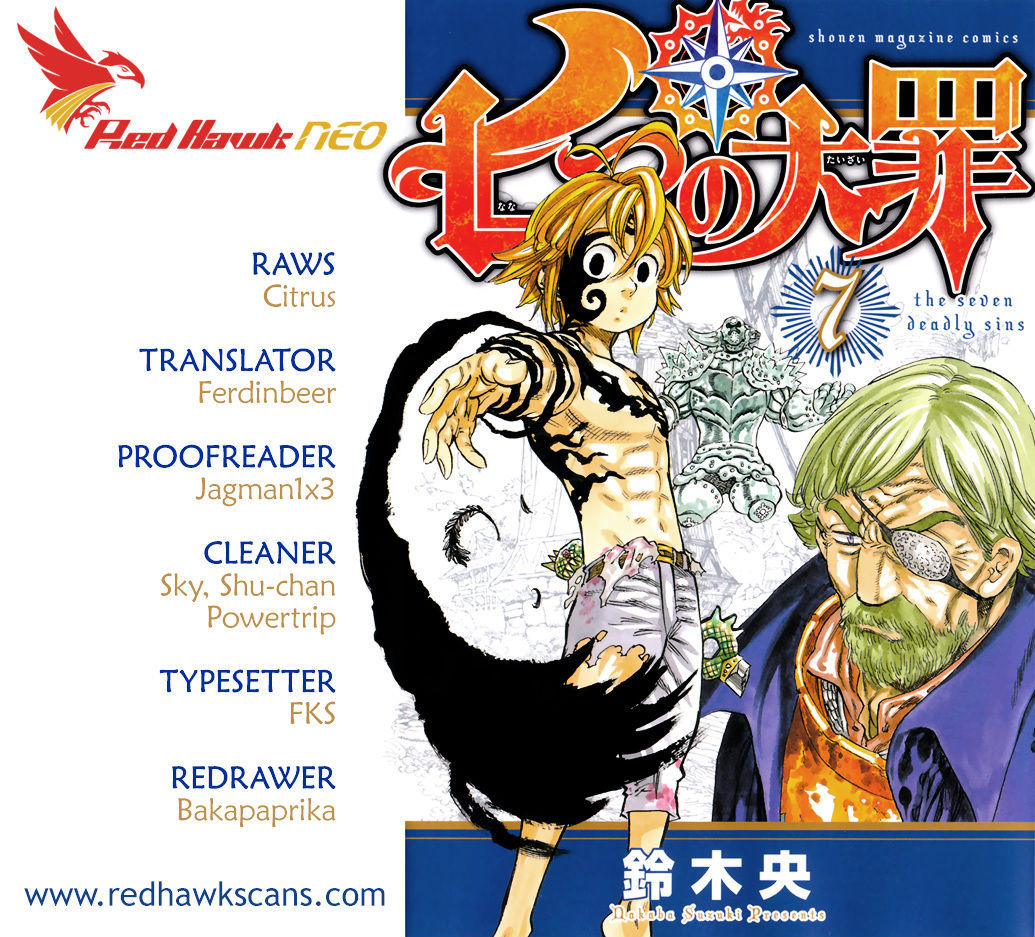 Red Hawk NEO
RAWS
Citrus
TRANSLATOR
Ferdinbeer
PROOFREADER
Jagman1x3
CLEANER
Sky, Shu-chan
Powertrip
TYPESETTER
FKS
REDRAWER
Bakapaprika
www.redhawkscans.com
shonen magazine comics
七つの大罪
なな
たいざい
7
the seven
deadly sins
鈴木央
Nakaba Suzuki Presents